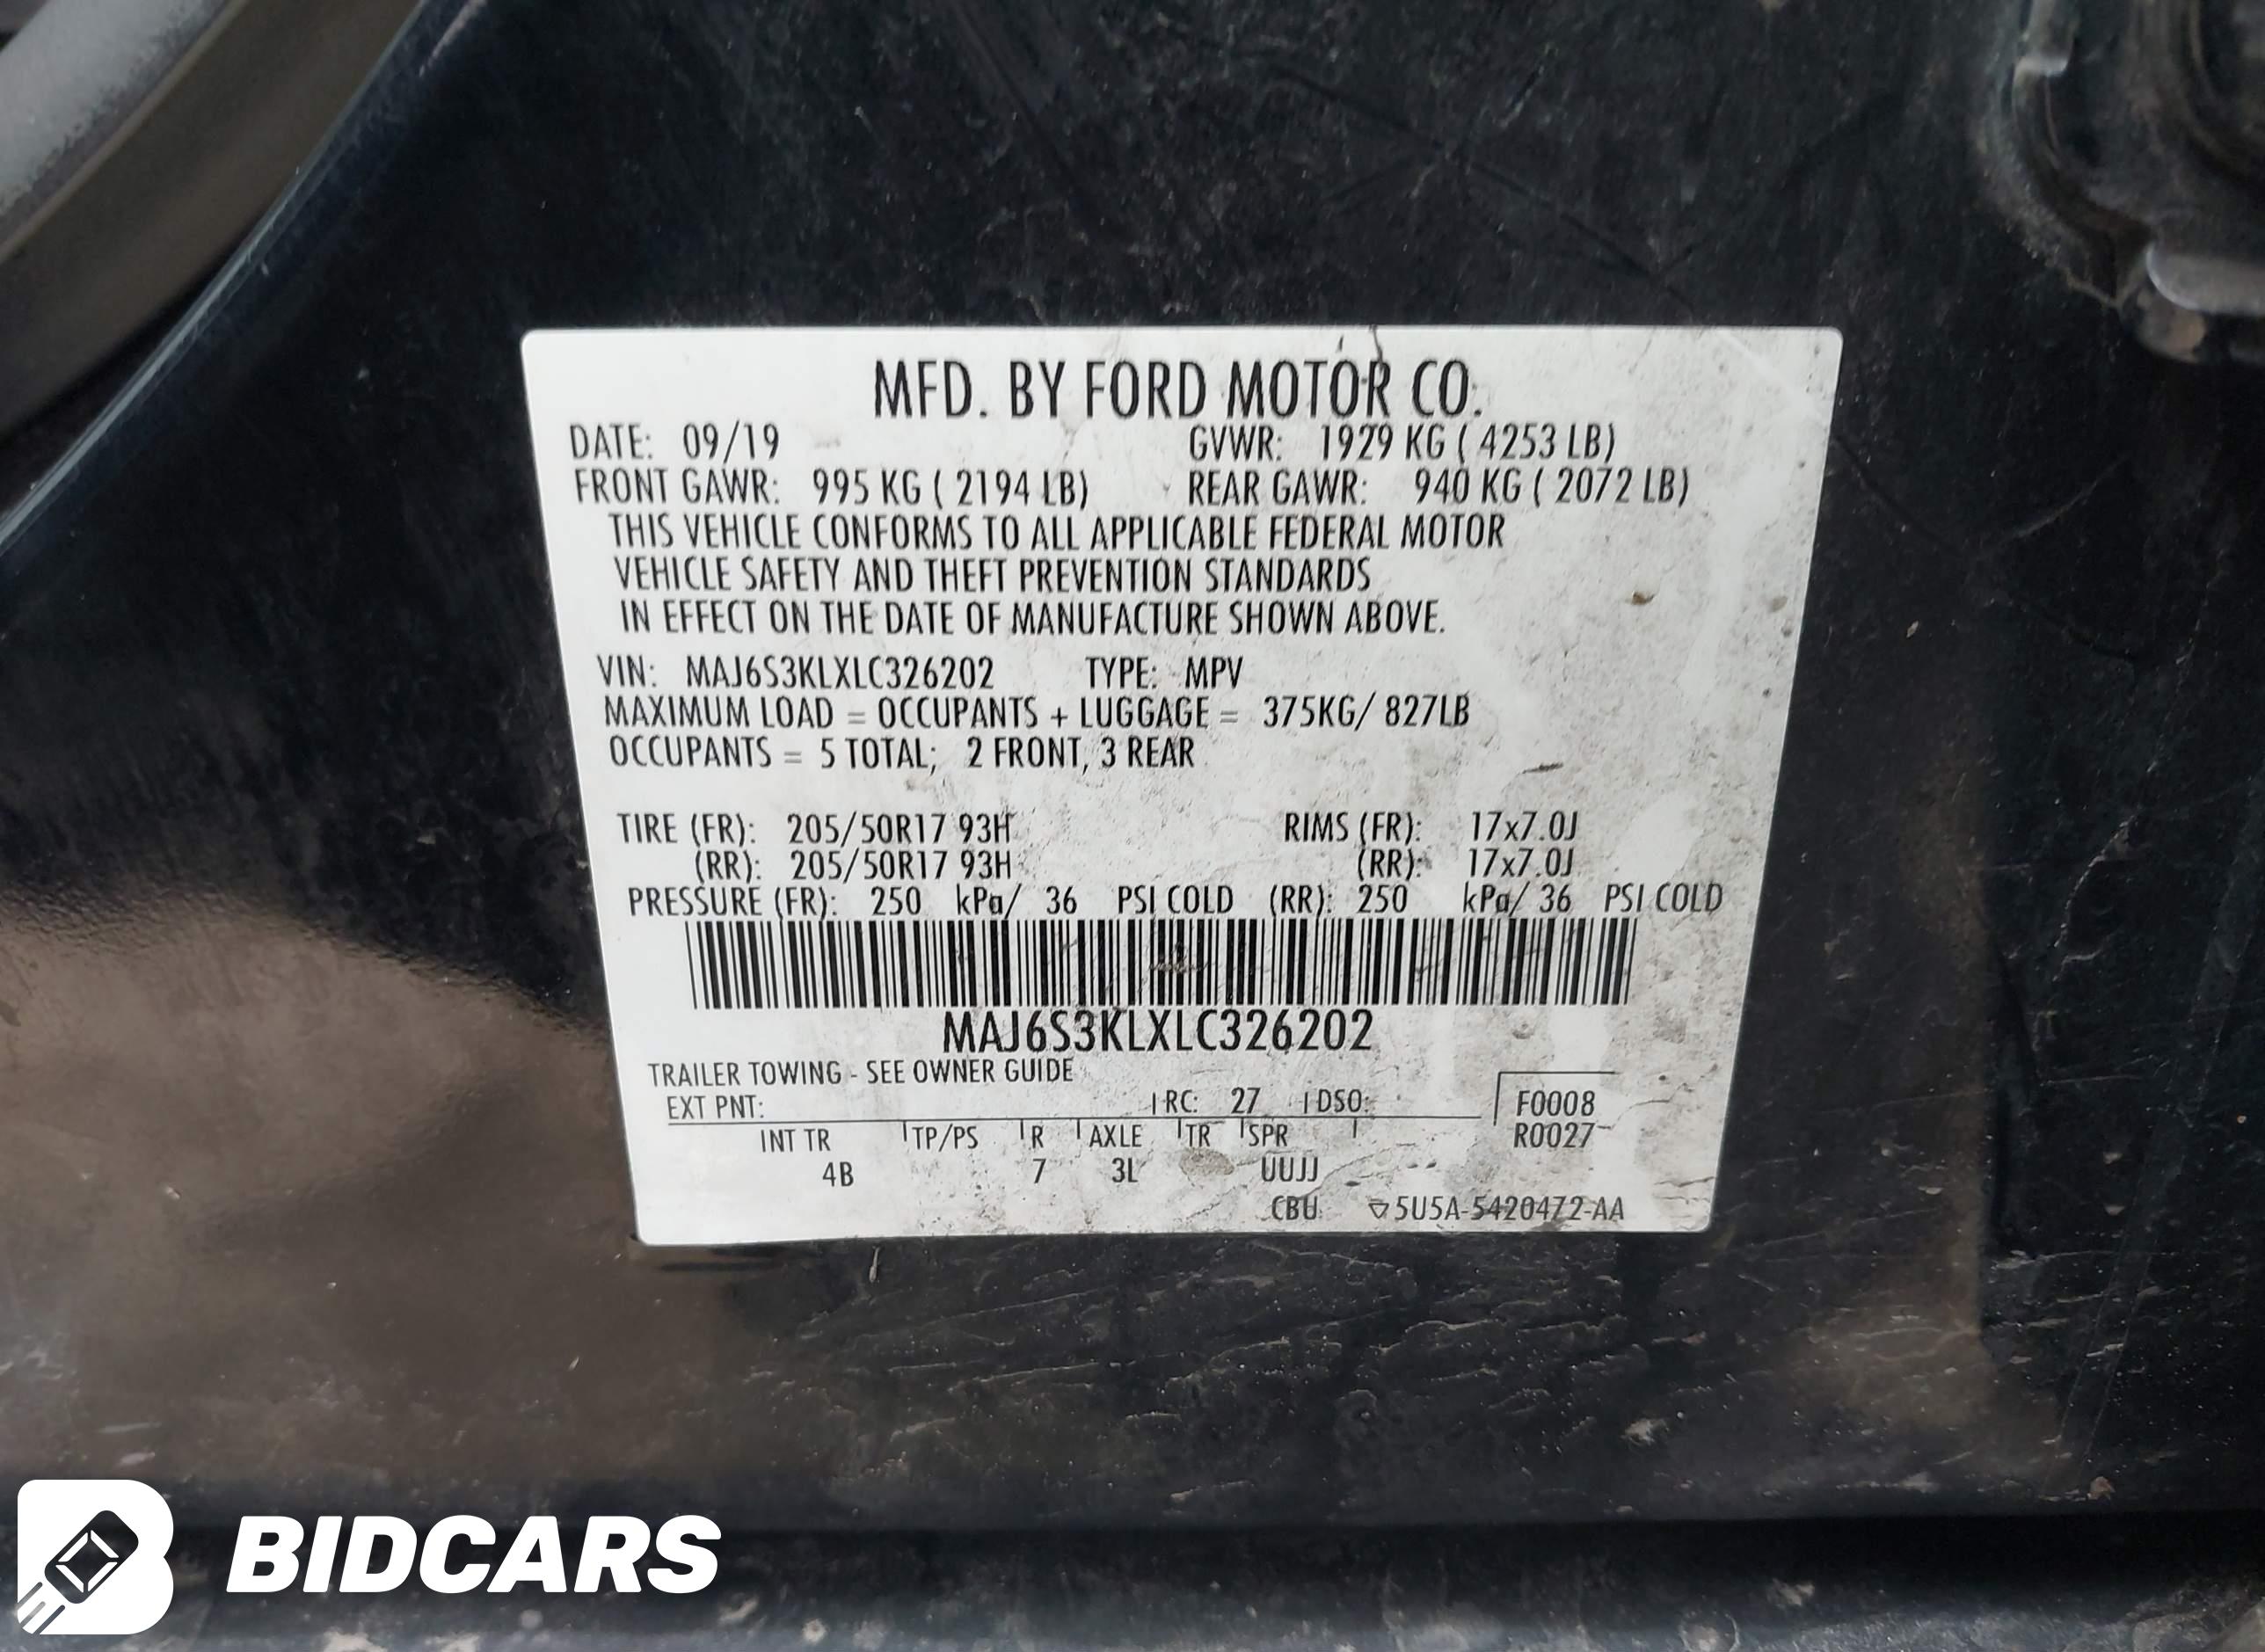 MFD. BY FORD MOTOR CO.
DATE: 09/19 GVWR: 1929 KG ( 4253 LB)
FRONT GAWR: 995 KG ( 2194 LB) REAR GAWR: 940 KG ( 2072 LB)
THIS VEHICLE CONFORMS TO ALL APPLICABLE FEDERAL MOTOR
VEHICLE SAFETY AND THEFT PREVENTION STANDARDS
IN EFFECT ON THE DATE OF MANUFACTURE SHOWN ABOVE.
VIN: MAJ6S3KLXLC326202 TYPE: MPV
MAXIMUM LOAD = OCCUPANTS + LUGGAGE = 375KG/ 827LB
OCCUPANTS = 5 TOTAL; 2 FRONT, 3 REAR
TIRE (FR): 205/50R17 93H RIMS (FR): 17x7.0J
(RR): 205/50R17 93H (RR): 17x7.0J
PRESSURE (FR): 250 kPa/ 36 PSI COLD (RR): 250 kPa/ 36 PSI COLD
MAJ6S3KLXLC326202
TRAILER TOWING - SEE OWNER GUIDE
EXT PNT: RC: 27 DSO: F0008
INT TR TP/PS R AXLE TR SPR R0027
4B 7 3L UUJJ
CBU 5U5A-5420472-AA
BIDCARS